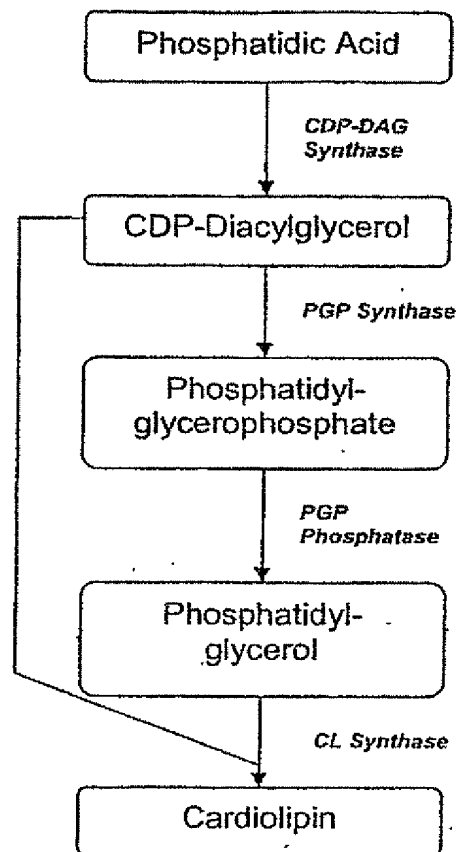 Phosphatidic Acid
CDP-DAG
Synthase
CDP-Diacylglycerol
PGP Synthase
Phosphatidyl-
glycerophosphate
PGP
Phosphatase
Phosphatidyl-
glycerol
CL Synthase
Cardiolipin